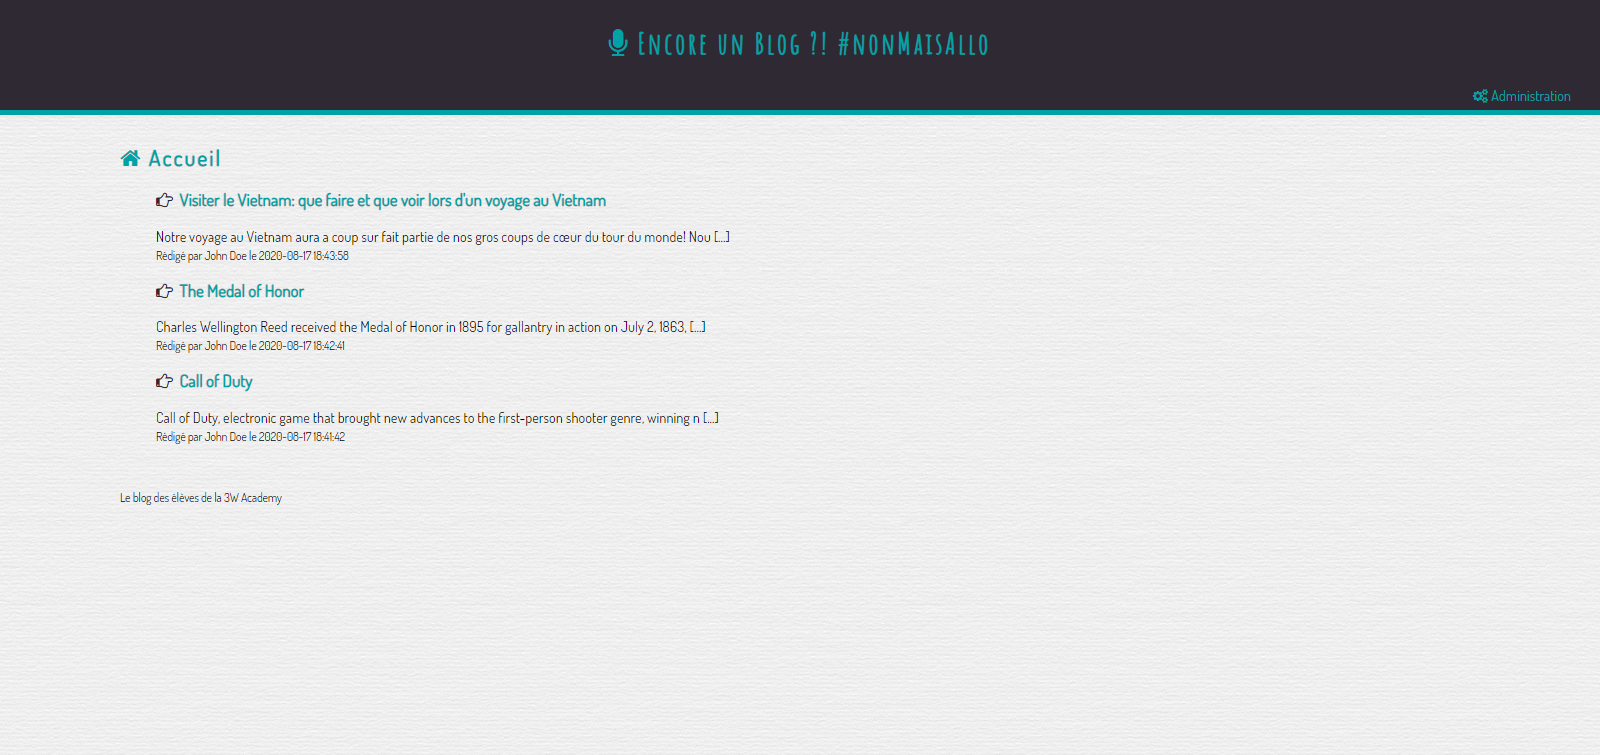 Encore un Blog ?! #nonMaisAllo
Administration
Accueil
Visiter le Vietnam: que faire et que voir lors d'un voyage au Vietnam
Notre voyage au Vietnam aura a coup sur fait partie de nos gros coups de cœur du tour du monde! Nou [...]
Rédigé par John Doe le 2020-08-17 18:43:58
The Medal of Honor
Charles Wellington Reed received the Medal of Honor in 1895 for gallantry in action on July 2, 1863, [...]
Rédigé par John Doe le 2020-08-17 18:42:41
Call of Duty
Call of Duty, electronic game that brought new advances to the first-person shooter genre, winning n [...]
Rédigé par John Doe le 2020-08-17 18:41:42
Le blog des élèves de la 3W Academy